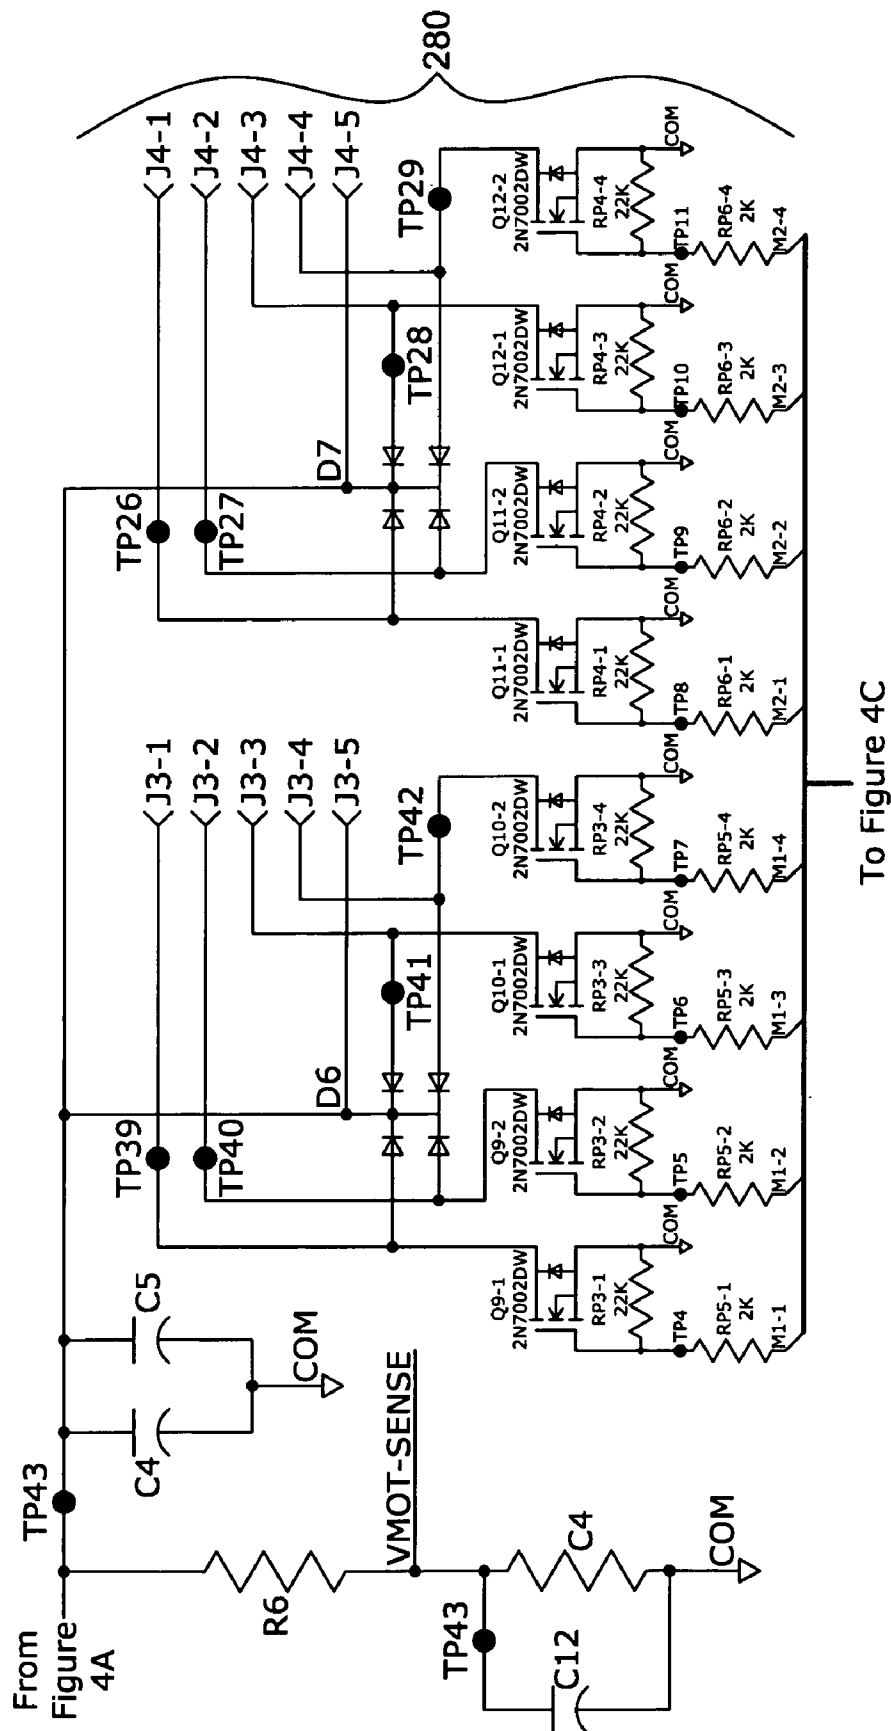 From
Figure
4A
TP43
C4
C5
COM
R6
VMOT-SENSE
TP43
C12
C4
COM
TP39
TP40
D6
TP41
TP42
J3-1
J3-2
J3-3
J3-4
J3-5
TP26
TP27
D7
TP28
TP29
J4-1
J4-2
J4-3
J4-4
J4-5
280
Q9-1
2N7002DW
RP3-1
22K
TP4
COM
RP5-1
2K
M1-1
Q9-2
2N7002DW
RP3-2
22K
TP5
COM
RP5-2
2K
M1-2
Q10-1
2N7002DW
RP3-3
22K
TP6
COM
RP5-3
2K
M1-3
Q10-2
2N7002DW
RP3-4
22K
TP7
COM
RP5-4
2K
M1-4
Q11-1
2N7002DW
RP4-1
22K
TP8
COM
RP6-1
2K
M2-1
Q11-2
2N7002DW
RP4-2
22K
TP9
COM
RP6-2
2K
M2-2
Q12-1
2N7002DW
RP4-3
22K
TP10
COM
RP6-3
2K
M2-3
Q12-2
2N7002DW
RP4-4
22K
TP11
COM
RP6-4
2K
M2-4
To Figure 4C